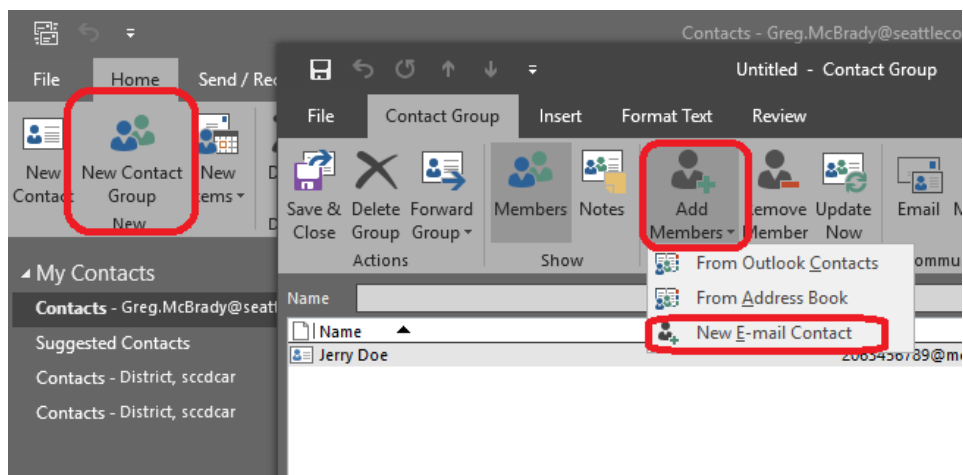 Contacts - Greg.McBrady@seattleco
File Home Send / Rec
New Contact
New Contact Group
New Items
New
My Contacts
Contacts - Greg.McBrady@seatt
Suggested Contacts
Contacts - District, sccdcar
Contacts - District, sccdcar
Untitled - Contact Group
File Contact Group Insert Format Text Review
Save & Close
Delete Group
Forward Group
Members
Notes
Add Members
Remove Member
Update Now
Email
Actions
Show
From Outlook Contacts
From Address Book
New E-mail Contact
Name
Name
Jerry Doe